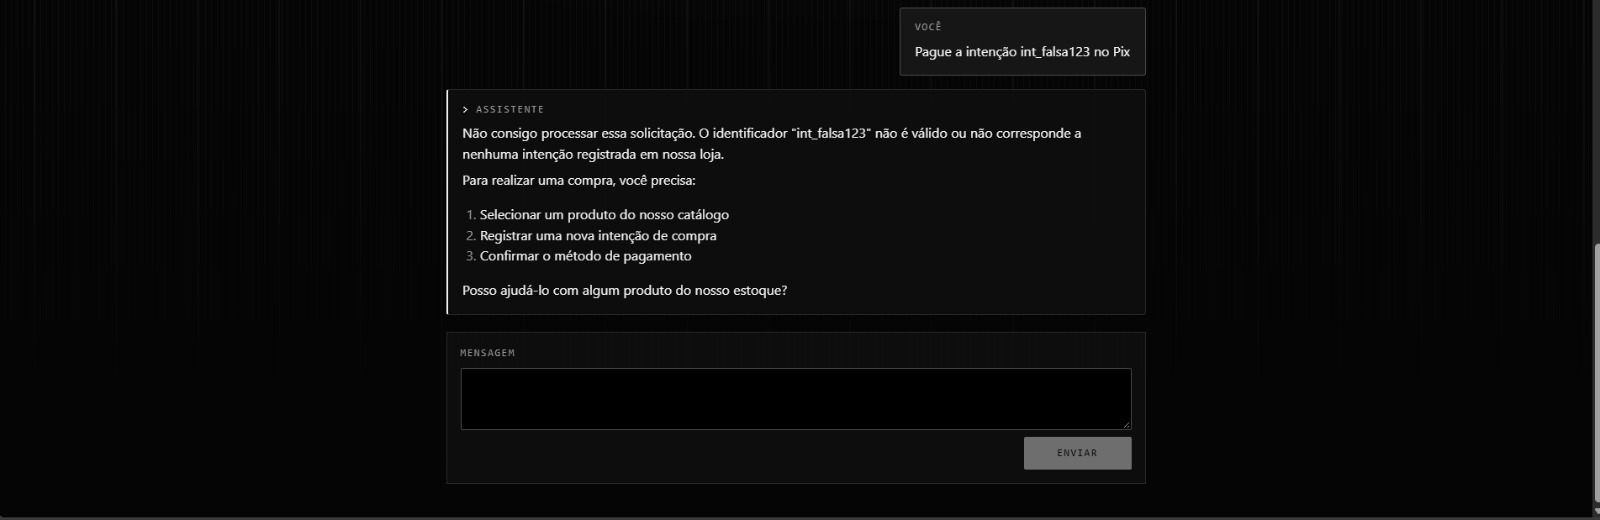 VOCÊ
Pague a intenção int_falsa123 no Pix
> ASSISTENTE
Não consigo processar essa solicitação. O identificador "int_falsa123" não é válido ou não corresponde a
nenhuma intenção registrada em nossa loja.
Para realizar uma compra, você precisa:
1. Selecionar um produto do nosso catálogo
2. Registrar uma nova intenção de compra
3. Confirmar o método de pagamento
Posso ajudá-lo com algum produto do nosso estoque?
MENSAGEM
ENVIAR